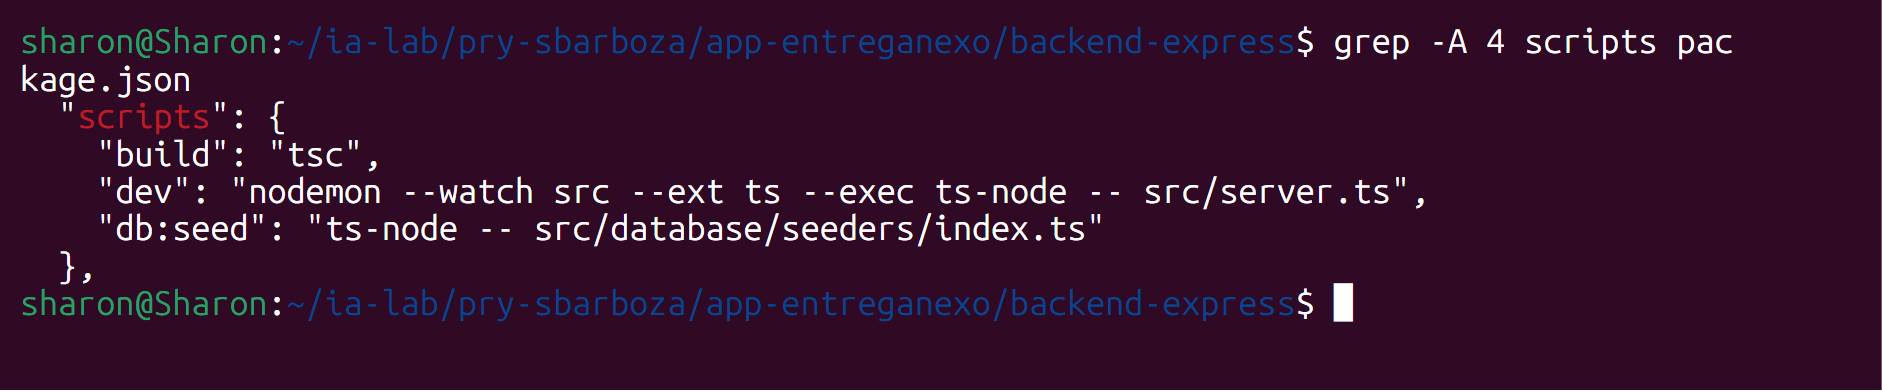 sharon@Sharon:~/ia-lab/pry-sbarboza/app-entreganexo/backend-express$ grep -A 4 scripts pac
kage.json
  "scripts": {
    "build": "tsc",
    "dev": "nodemon --watch src --ext ts --exec ts-node -- src/server.ts",
    "db:seed": "ts-node -- src/database/seeders/index.ts"
  },
sharon@Sharon:~/ia-lab/pry-sbarboza/app-entreganexo/backend-express$